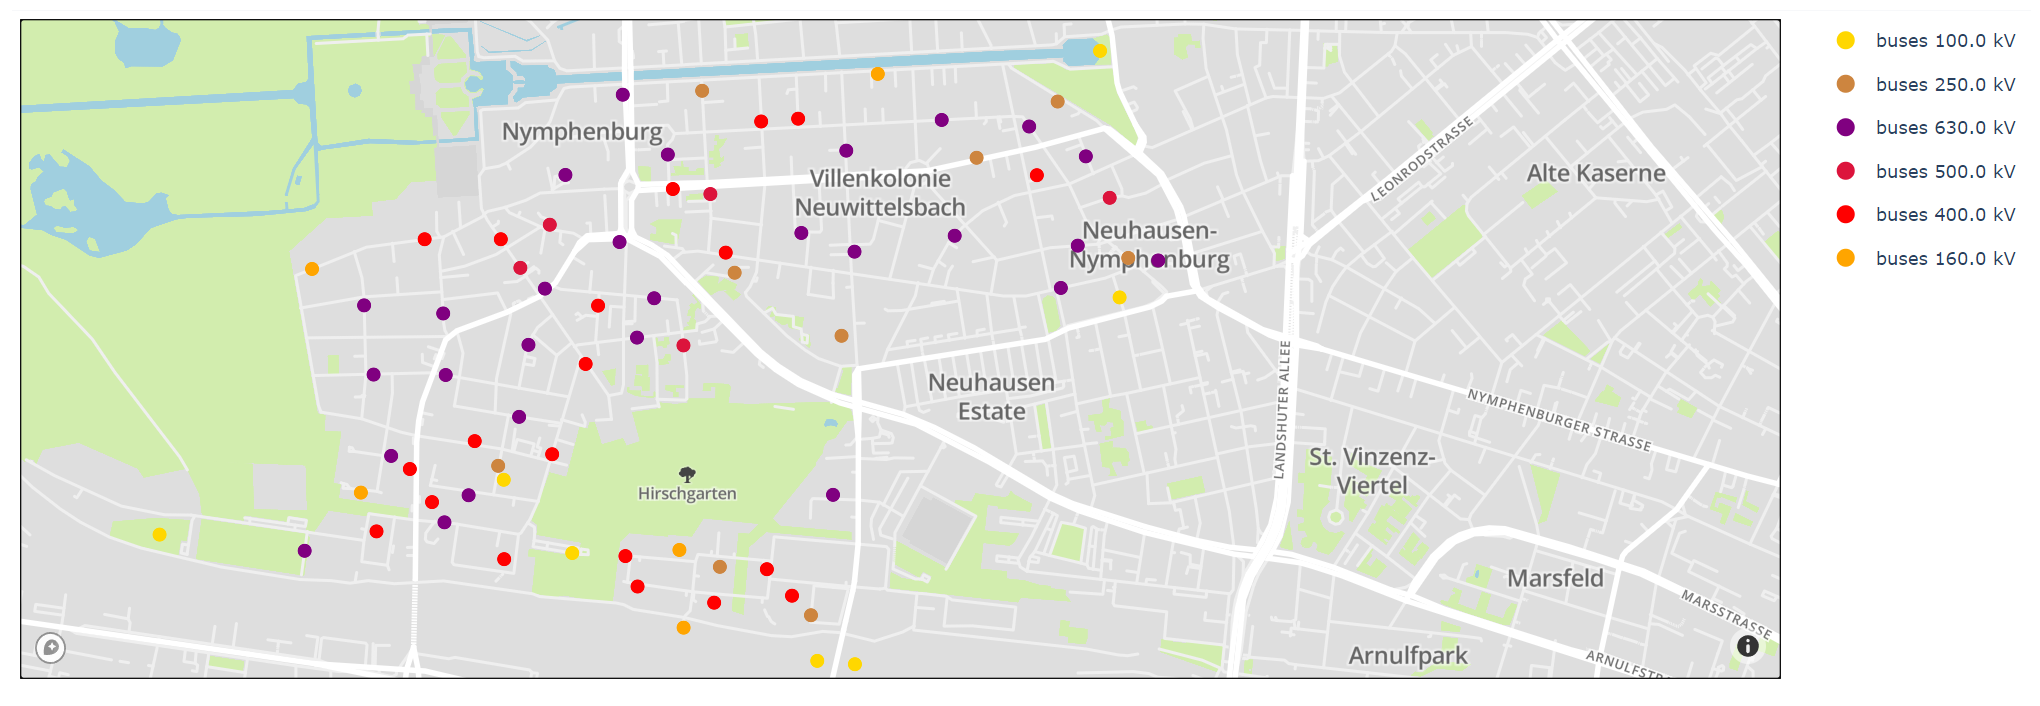 buses 100.0 kV
buses 250.0 kV
buses 630.0 kV
buses 500.0 kV
buses 400.0 kV
buses 160.0 kV
Nymphenburg
Villenkolonie
Neuwittelsbach
LEONRODSTRASSE
Alte Kaserne
Neuhausen-
Nymphenburg
Neuhausen
Estate
LANDSHUTER ALLEE
NYMPHENBURGER STRASSE
St. Vinzenz-
Viertel
Hirschgarten
Marsfeld
MARSSTRASSE
Arnulfpark